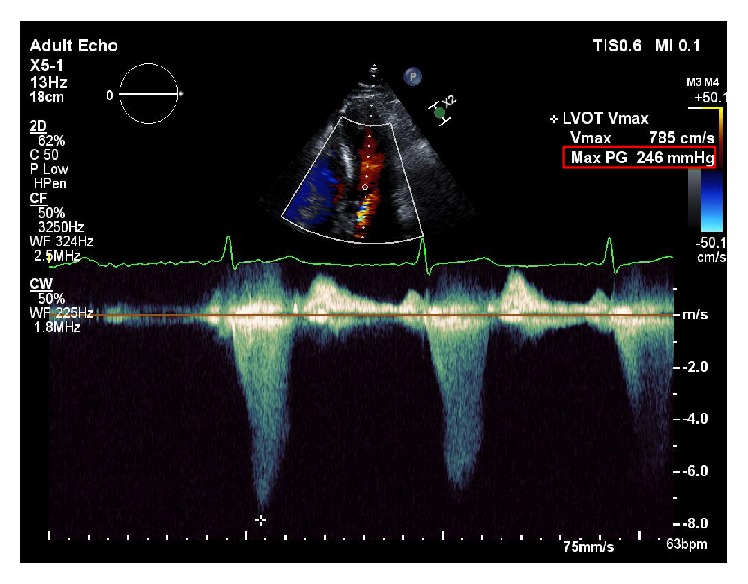 Adult Echo
TIS0.6 MI 0.1
X5-1
13Hz
18cm
0
P
X2
M3 M4
+50.1
2D
62%
C 50
P Low
HPen
CF
50%
3250Hz
WF 324Hz
2.5MHz
LVOT Vmax
Vmax 785 cm/s
Max PG 246 mmHg
-50.1
cm/s
CW
50%
WF 225Hz
1.8MHz
m/s
-2.0
-4.0
-6.0
-8.0
75mm/s
63bpm